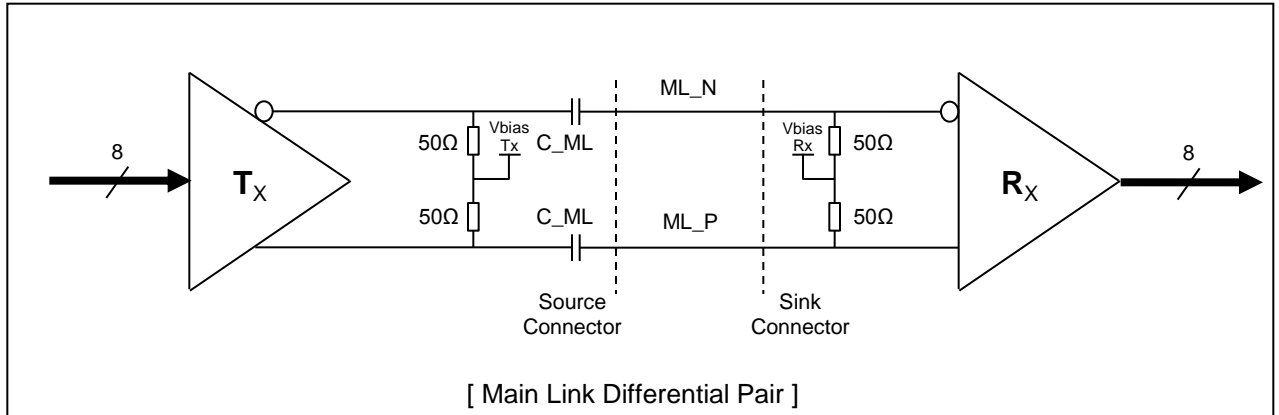 ML_N
8
50Ω
Vbias
Tx
C_ML
Vbias
Rx
50Ω
8
TX
RX
50Ω
C_ML
ML_P
50Ω
Source
Connector
Sink
Connector
[ Main Link Differential Pair ]